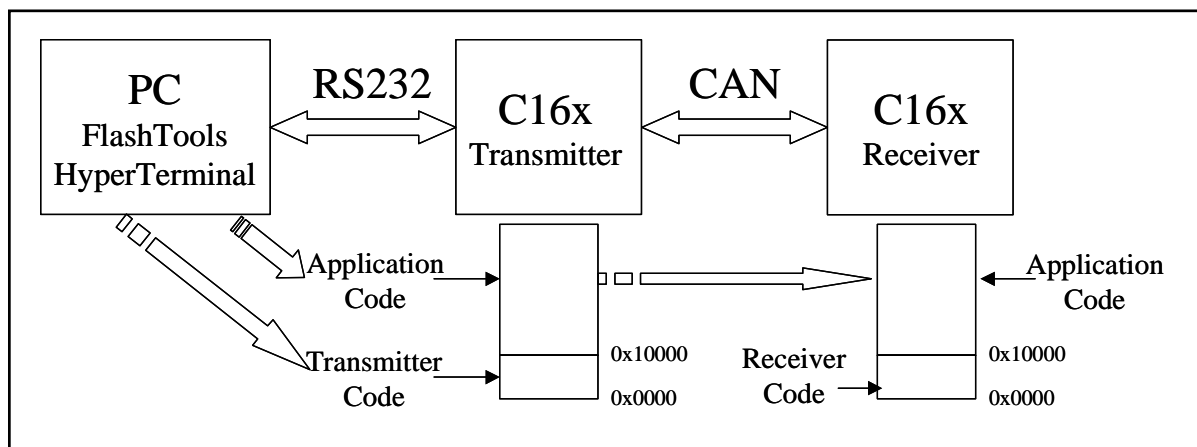 PC
FlashTools
HyperTerminal
RS232
C16x
Transmitter
CAN
C16x
Receiver
Application
Code
Transmitter
Code
0x10000
0x0000
Receiver
Code
Application
Code
0x10000
0x0000